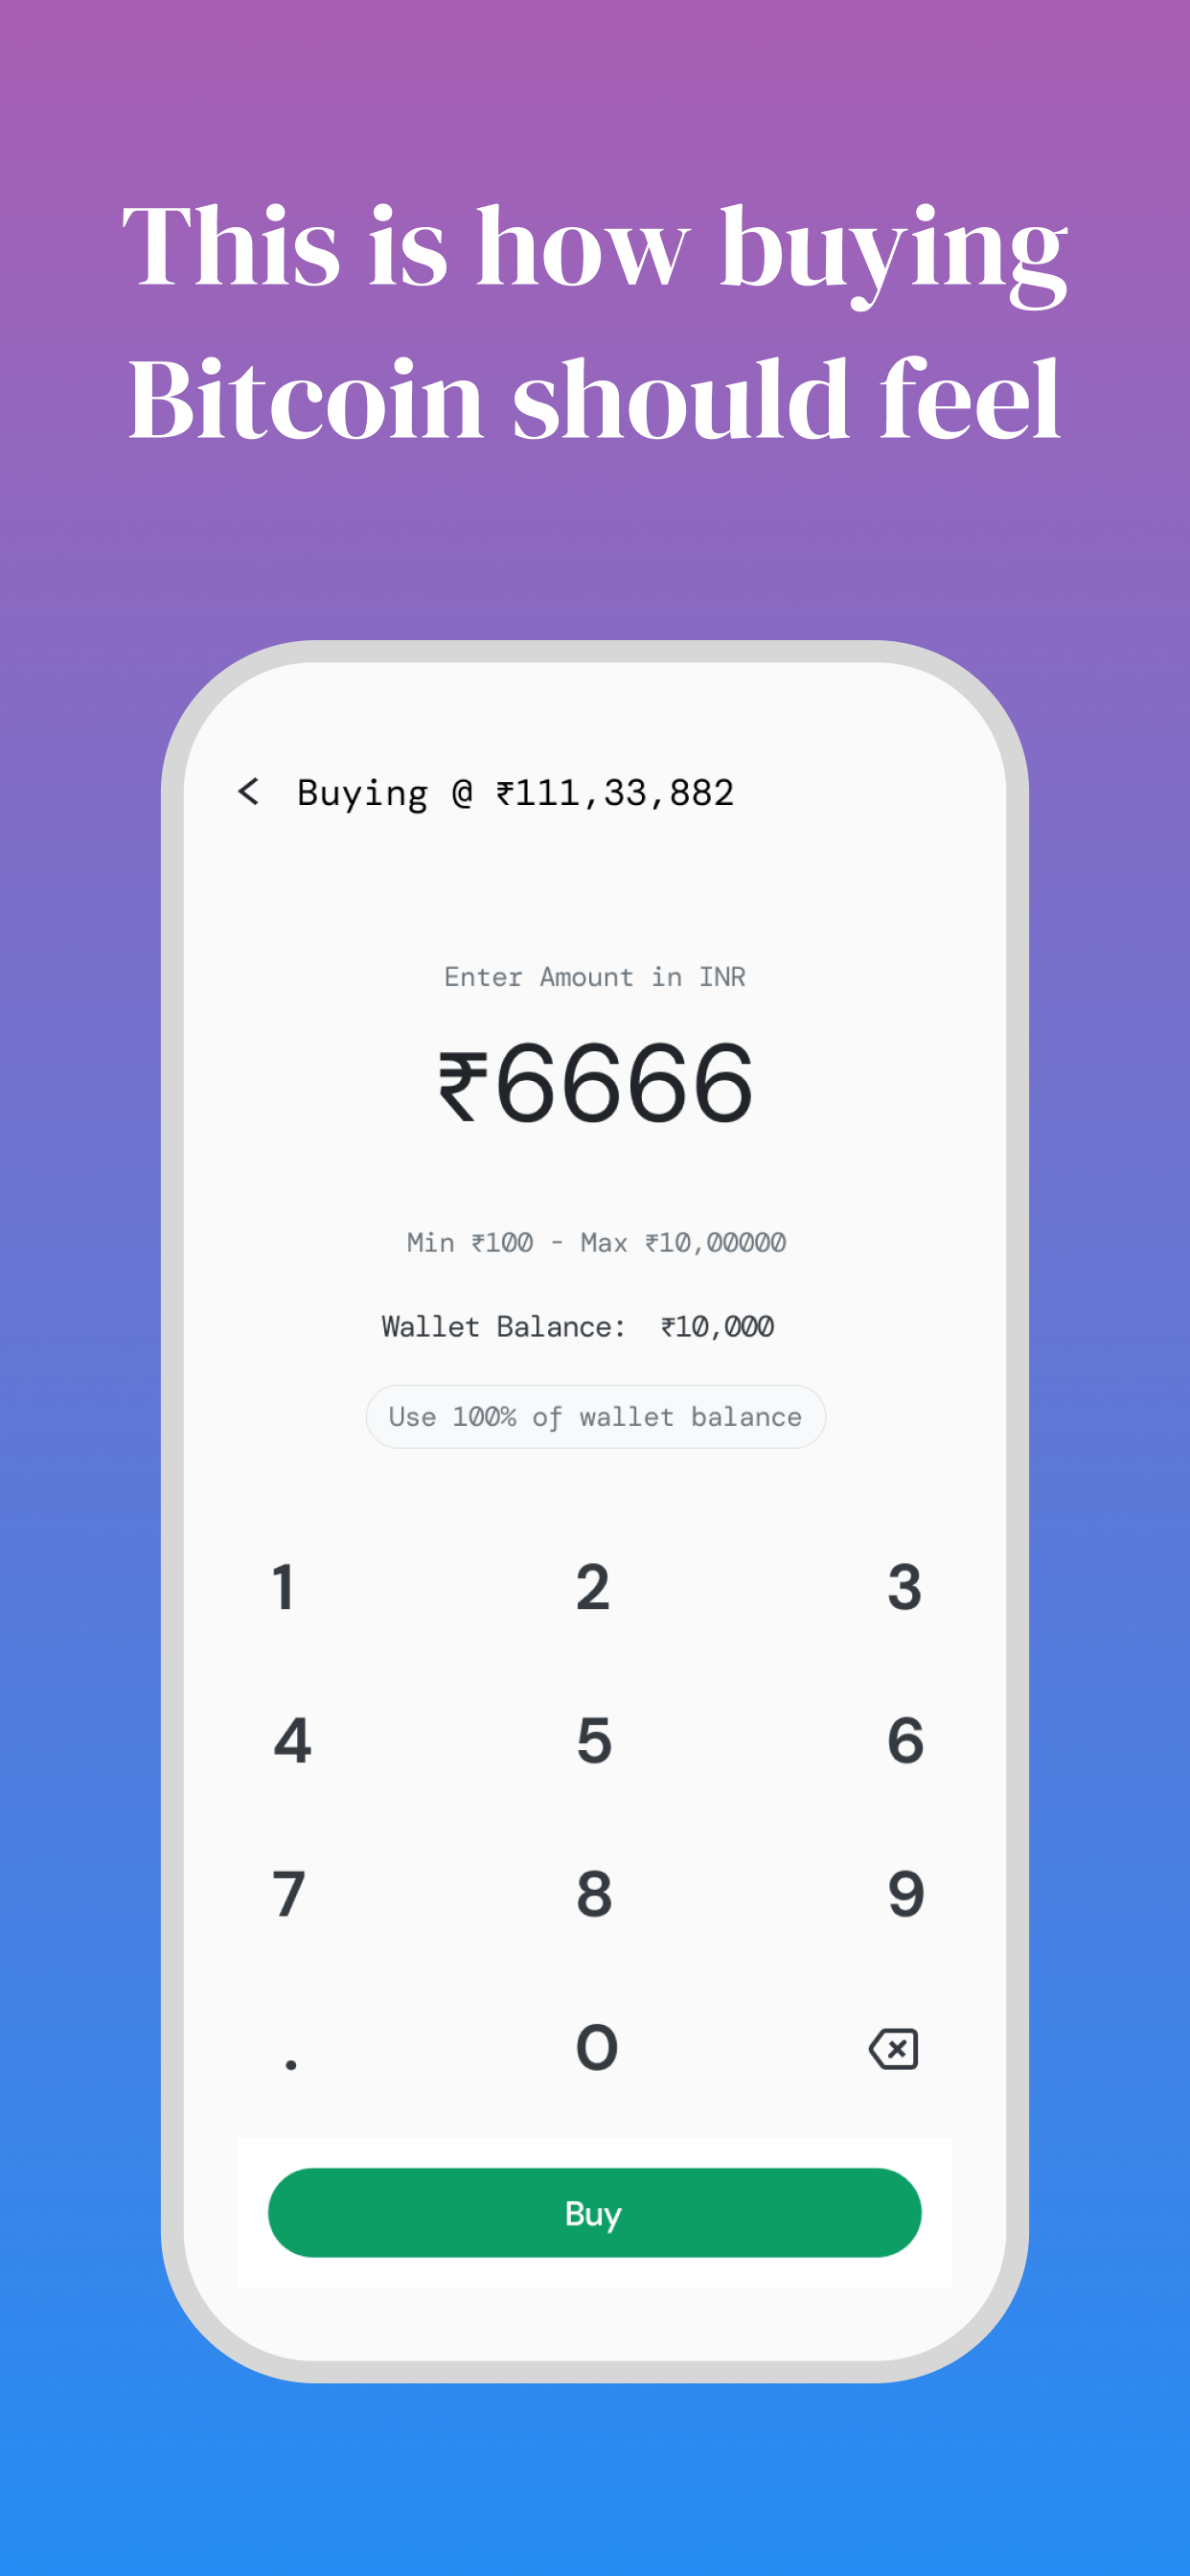 This is how buying
Bitcoin should feel
< Buying @ ₹111,33,882
Enter Amount in INR
₹6666
Min ₹100 - Max ₹10,00000
Wallet Balance: ₹10,000
Use 100% of wallet balance
1 2 3
4 5 6
7 8 9
. 0
Buy